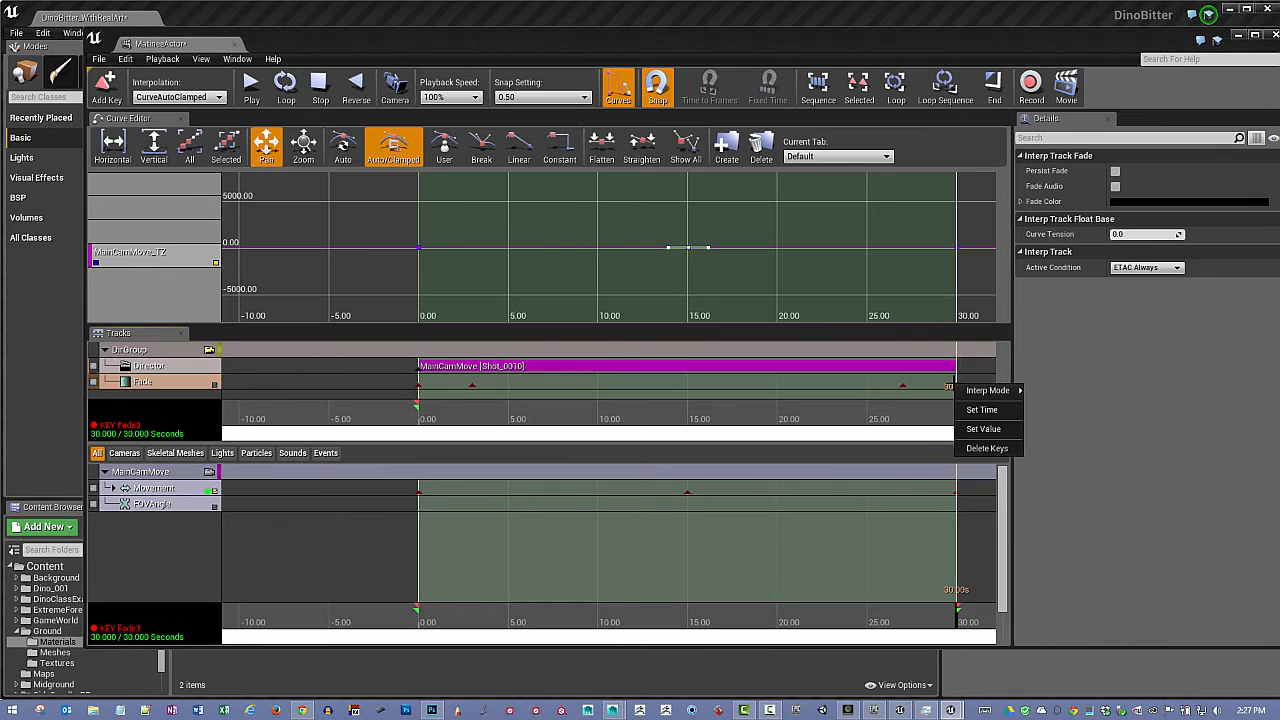 DinoBitter_WithRealArt*
DinoBitter
File Edit
Modes
Search Classes
Recently Placed
Basic
Lights
Visual Effects
BSP
Volumes
All Classes
MatineeActor*
File Edit Playback View Window Help
Search For Help
Add Key
Interpolation:
CurveAutoClamped
Play
Loop
Stop
Reverse
Camera
Playback Speed:
100%
Snap Setting:
0.50
Curves
Snap
Time to Frames
Fixed Time
Sequence
Selected
Loop
Loop Sequence
End
Record
Movie
Curve Editor
Horizontal
Vertical
All
Selected
Pan
Zoom
Auto
Auto/Clamped
User
Break
Linear
Constant
Flatten
Straighten
Show All
Create
Delete
Current Tab:
Default
5000.00
0.00
-5000.00
MainCamMove_TZ
-10.00 -5.00 0.00 5.00 10.00 15.00 20.00 25.00 30.00
Tracks
DirGroup
Director
MainCamMove [Shot_0010]
Fade
-10.00 -5.00 0.00 5.00 10.00 15.00 20.00 25.00
KEY Fade3
30.000 / 30.000 Seconds
Interp Mode
Set Time
Set Value
Delete Keys
All Cameras Skeletal Meshes Lights Particles Sounds Events
MainCamMove
Movement
FOVAngle
30.00s
-10.00 -5.00 0.00 5.00 10.00 15.00 20.00 25.00 30.00
KEY Fade3
30.000 / 30.000 Seconds
Details
Search
Interp Track Fade
Persist Fade
Fade Audio
Fade Color
Interp Track Float Base
Curve Tension 0.0
Interp Track
Active Condition ETAC Always
Content Browser
Add New
Search Folders
Content
Background
Dino_001
GameWorld
Ground
Materials
Meshes
Textures
Maps
Midground
2 items
View Options
2:27 PM